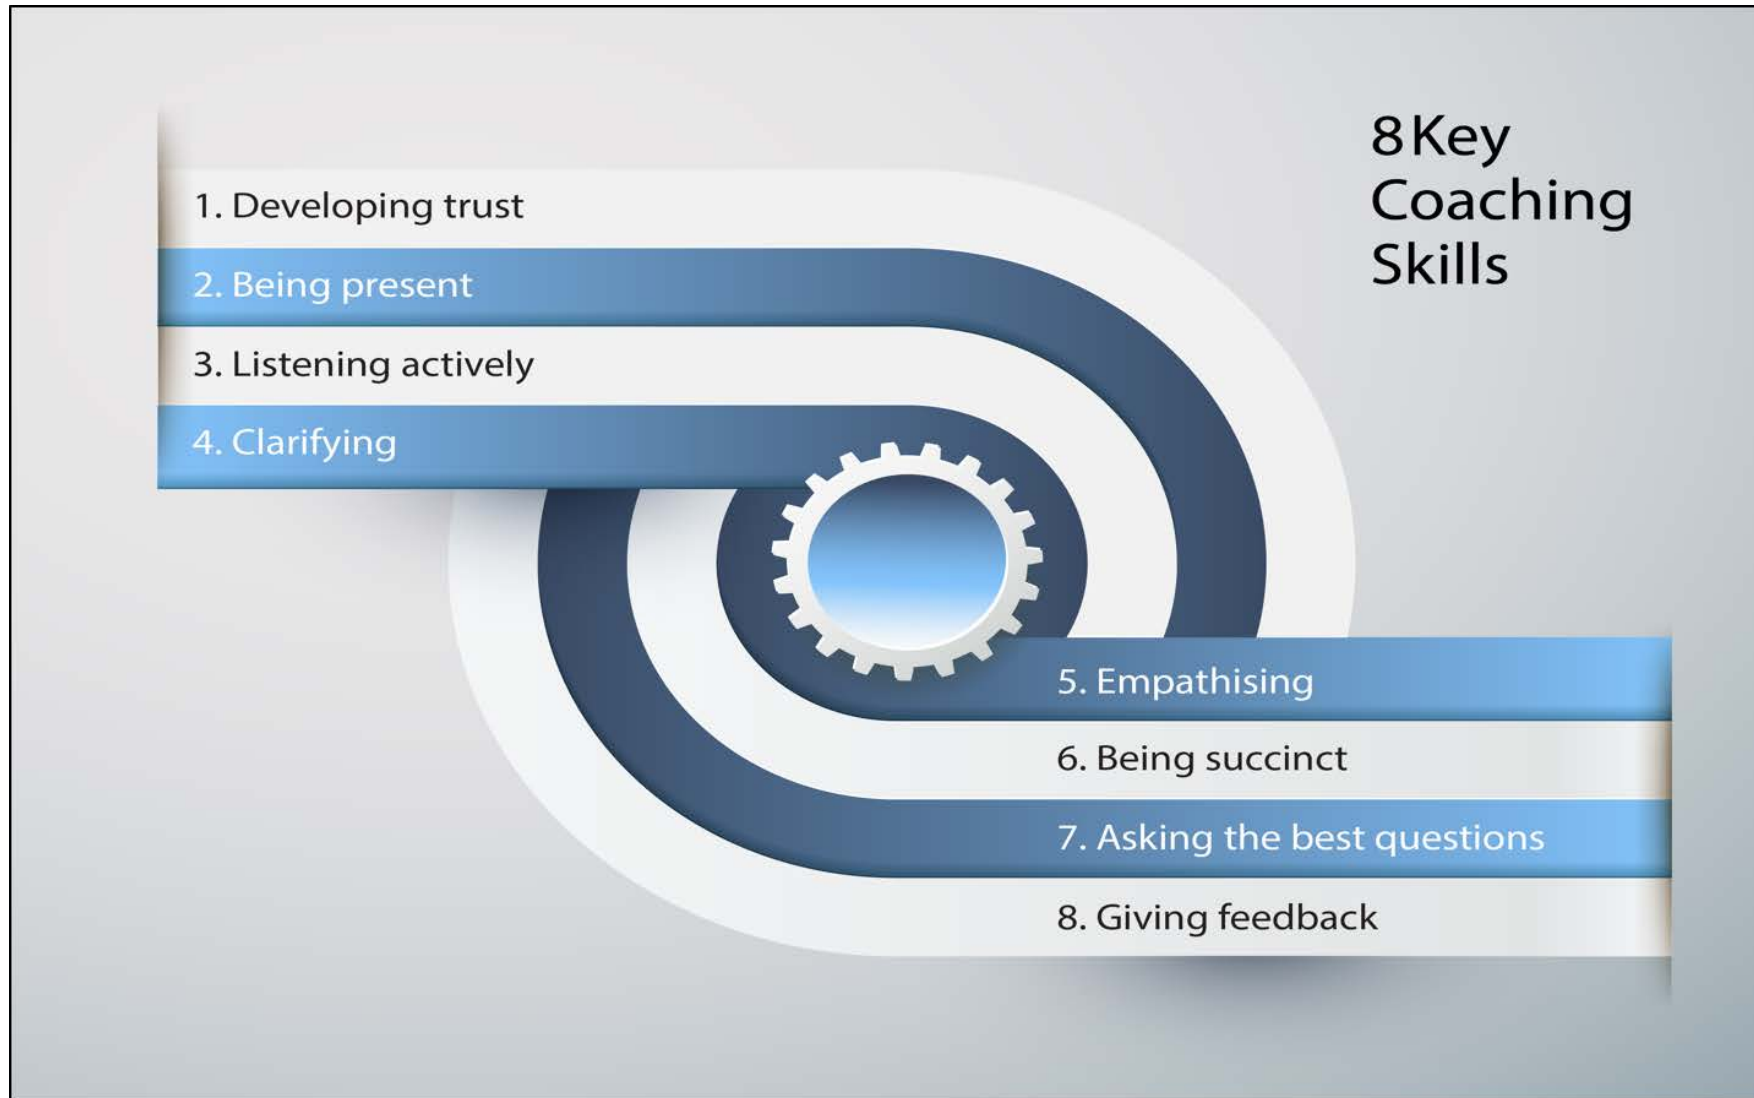 8 Key
Coaching
Skills
1. Developing trust
2. Being present
3. Listening actively
4. Clarifying
5. Empathising
6. Being succinct
7. Asking the best questions
8. Giving feedback